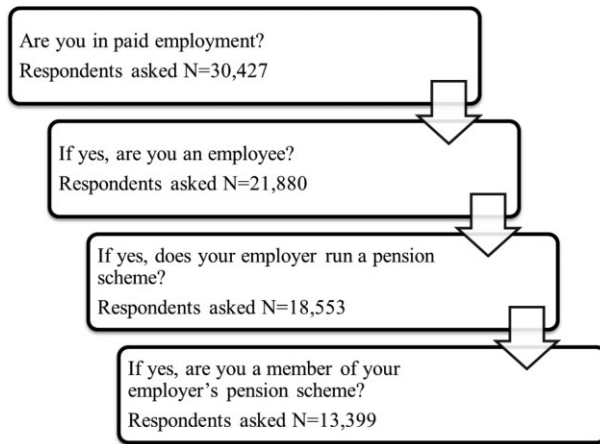 Are you in paid employment?
Respondents asked N=30,427
If yes, are you an employee?
Respondents asked N=21,880
If yes, does your employer run a pension
scheme?
Respondents asked N=18,553
If yes, are you a member of your
employer’s pension scheme?
Respondents asked N=13,399